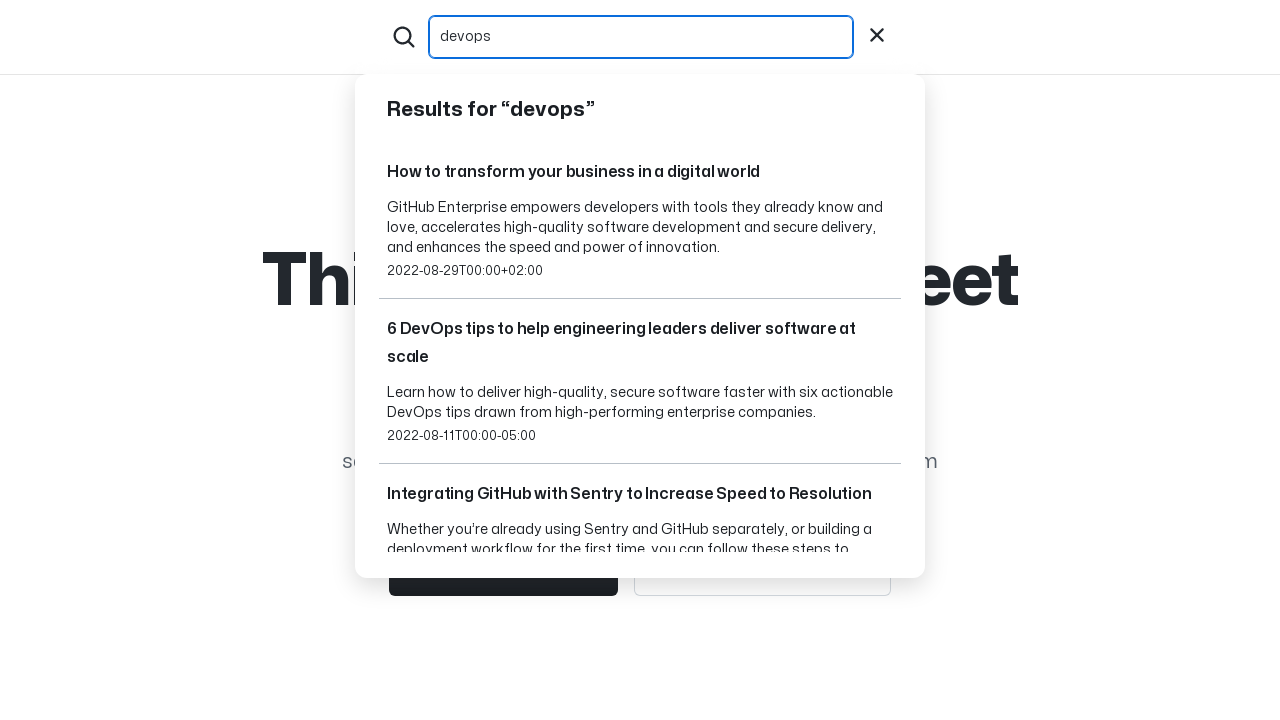 devops
Results for “devops”
How to transform your business in a digital world
GitHub Enterprise empowers developers with tools they already know and
love, accelerates high-quality software development and secure delivery,
and enhances the speed and power of innovation.
2022-08-29T00:00+02:00
Thi
eet
6 DevOps tips to help engineering leaders deliver software at
scale
Learn how to deliver high-quality, secure software faster with six actionable
DevOps tips drawn from high-performing enterprise companies.
2022-08-11T00:00-05:00
Integrating GitHub with Sentry to Increase Speed to Resolution
Whether you’re already using Sentry and GitHub separately, or building a
deployment workflow for the first time, you can follow these steps to